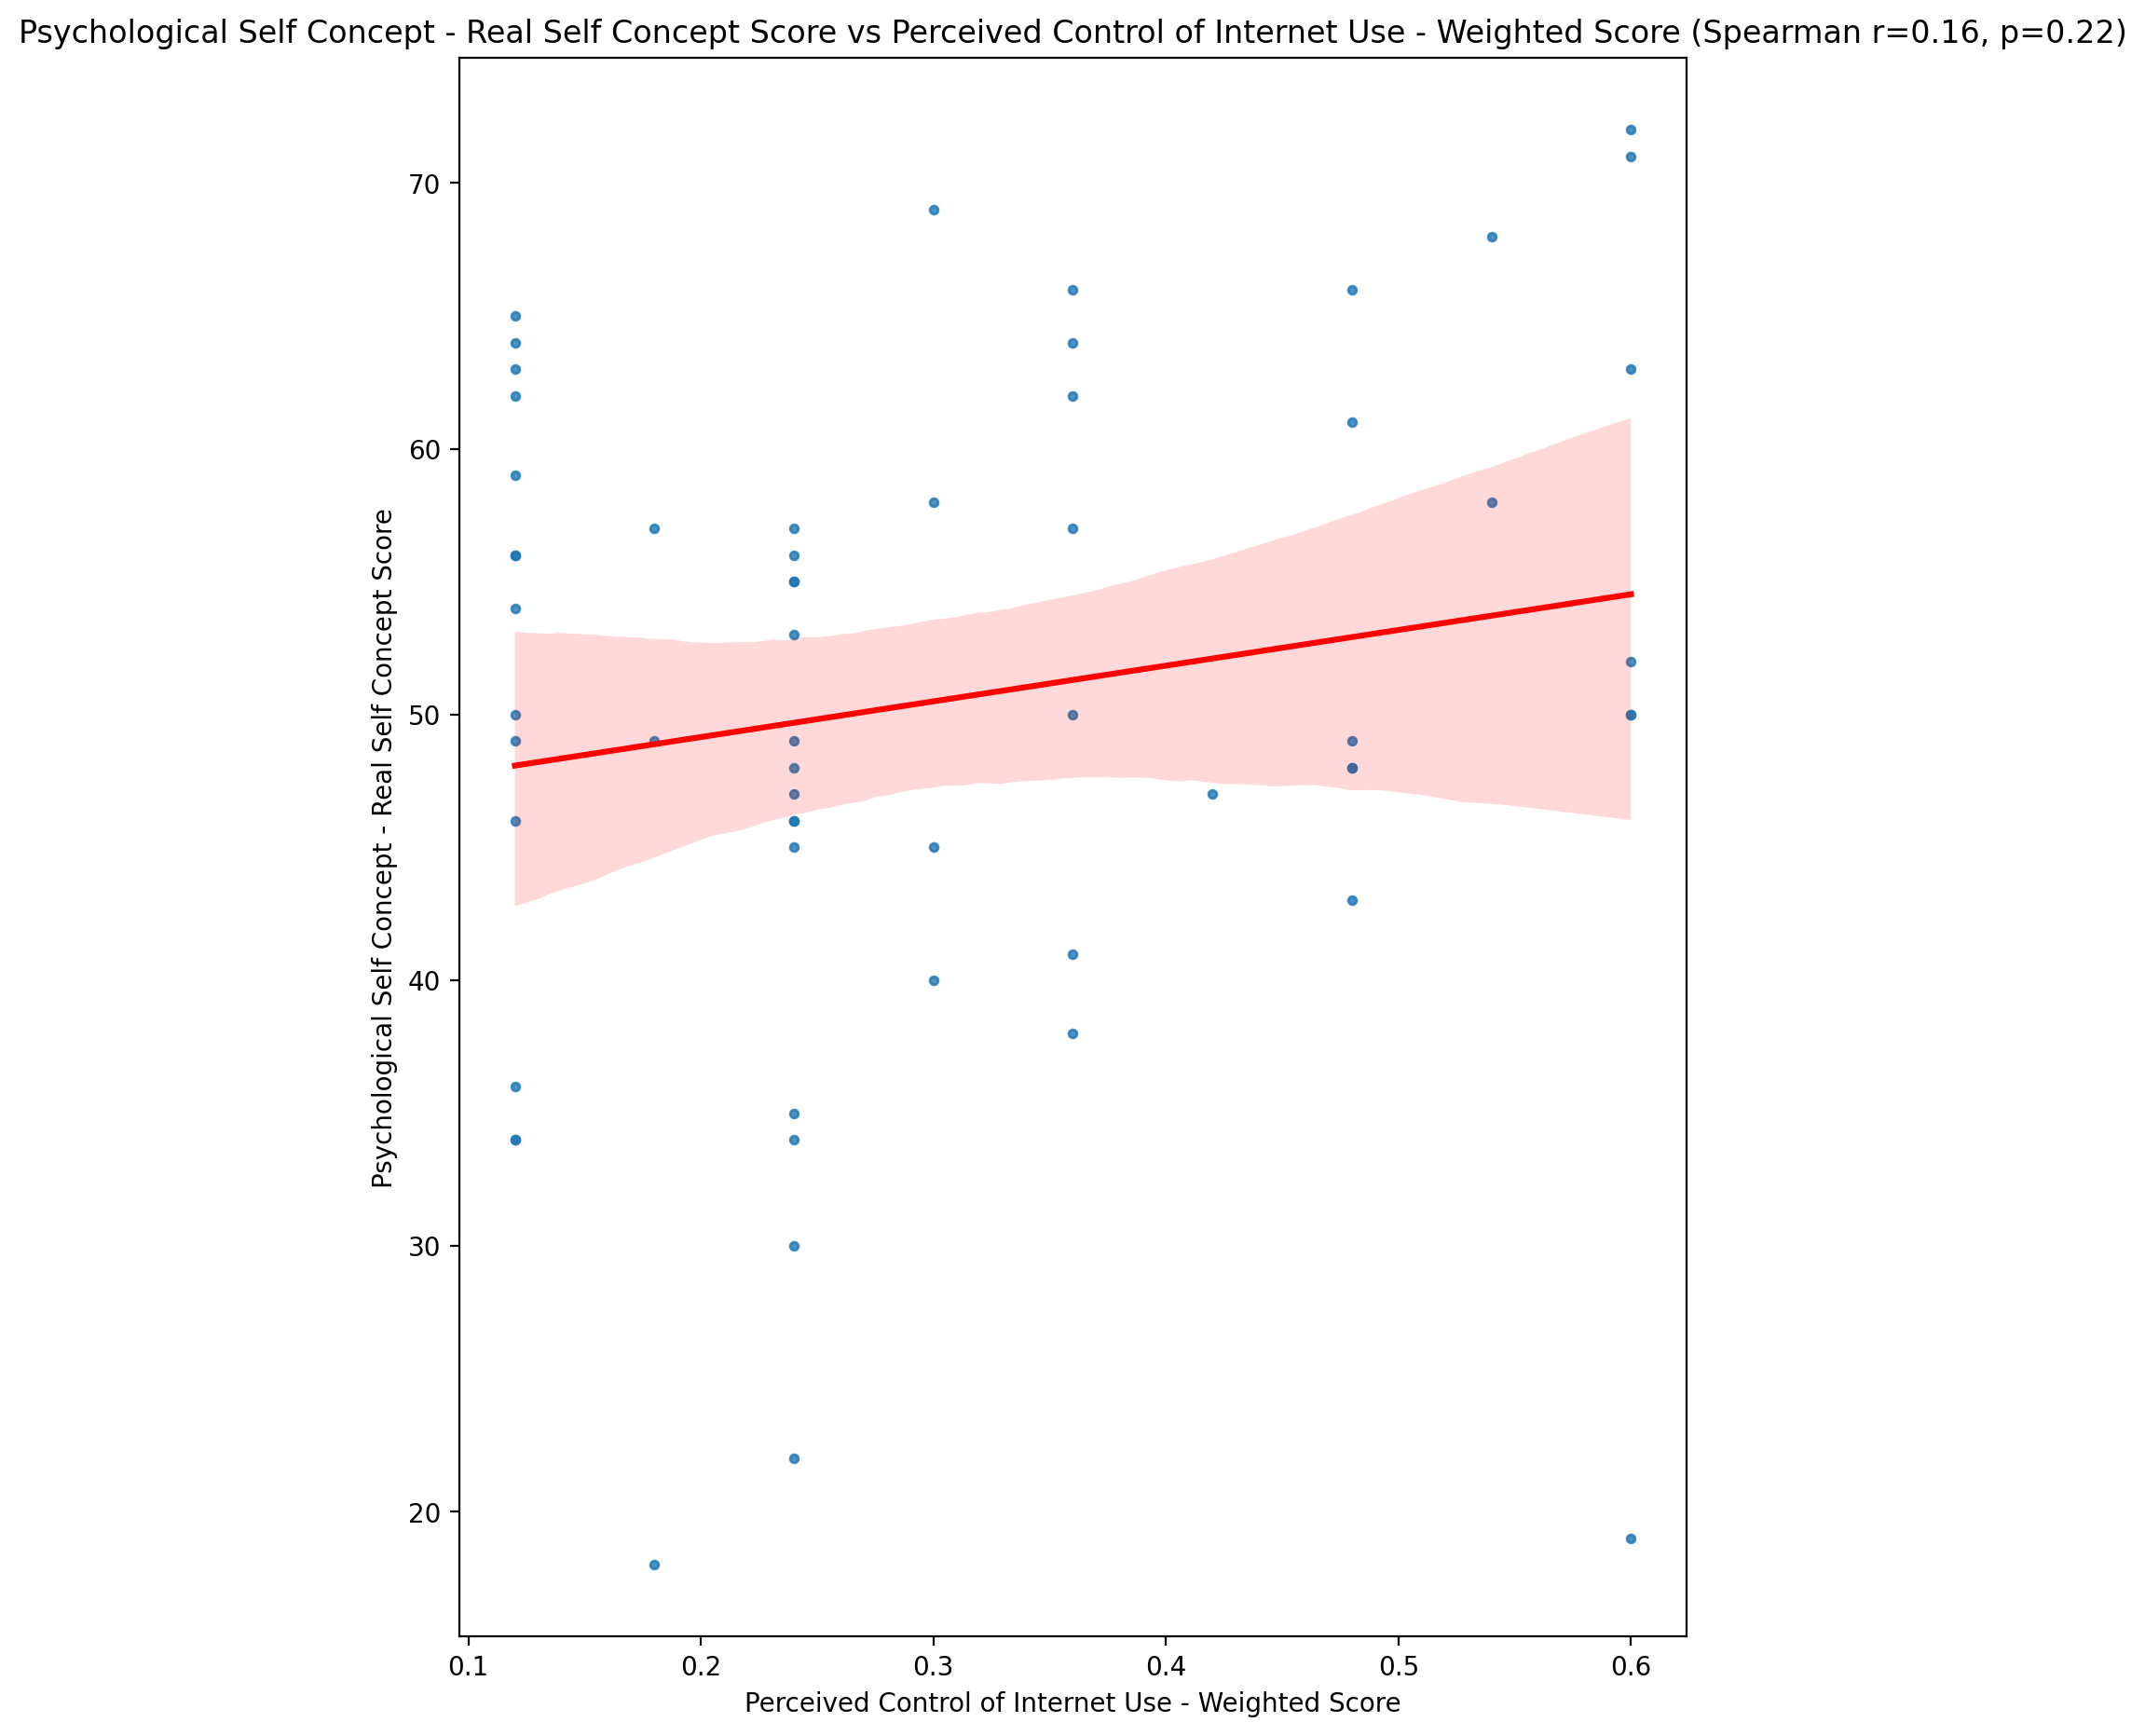 Psychological Self Concept - Real Self Concept Score vs Perceived Control of Internet Use - Weighted Score (Spearman r=0.16, p=0.22)
Psychological Self Concept - Real Self Concept Score
70
60
50
40
30
20
0.1 0.2 0.3 0.4 0.5 0.6
Perceived Control of Internet Use - Weighted Score